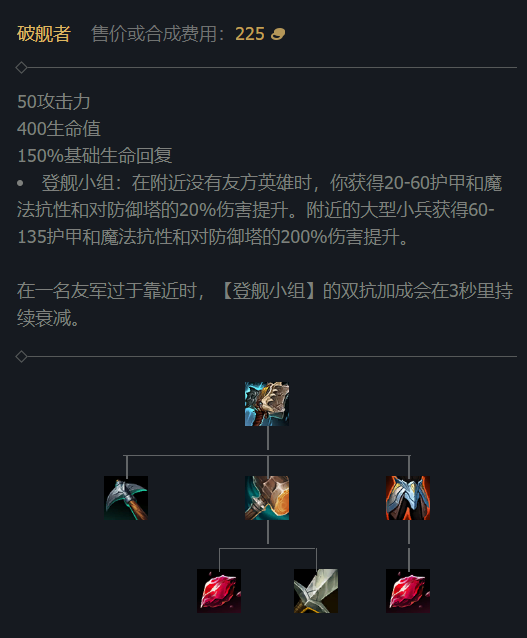 破舰者 售价或合成费用：225
50攻击力
400生命值
150%基础生命回复
• 登舰小组：在附近没有友方英雄时，你获得20-60护甲和魔
法抗性和对防御塔的20%伤害提升。附近的大型小兵获得60-
135护甲和魔法抗性和对防御塔的200%伤害提升。
在一名友军过于靠近时，【登舰小组】的双抗加成会在3秒里持
续衰减。